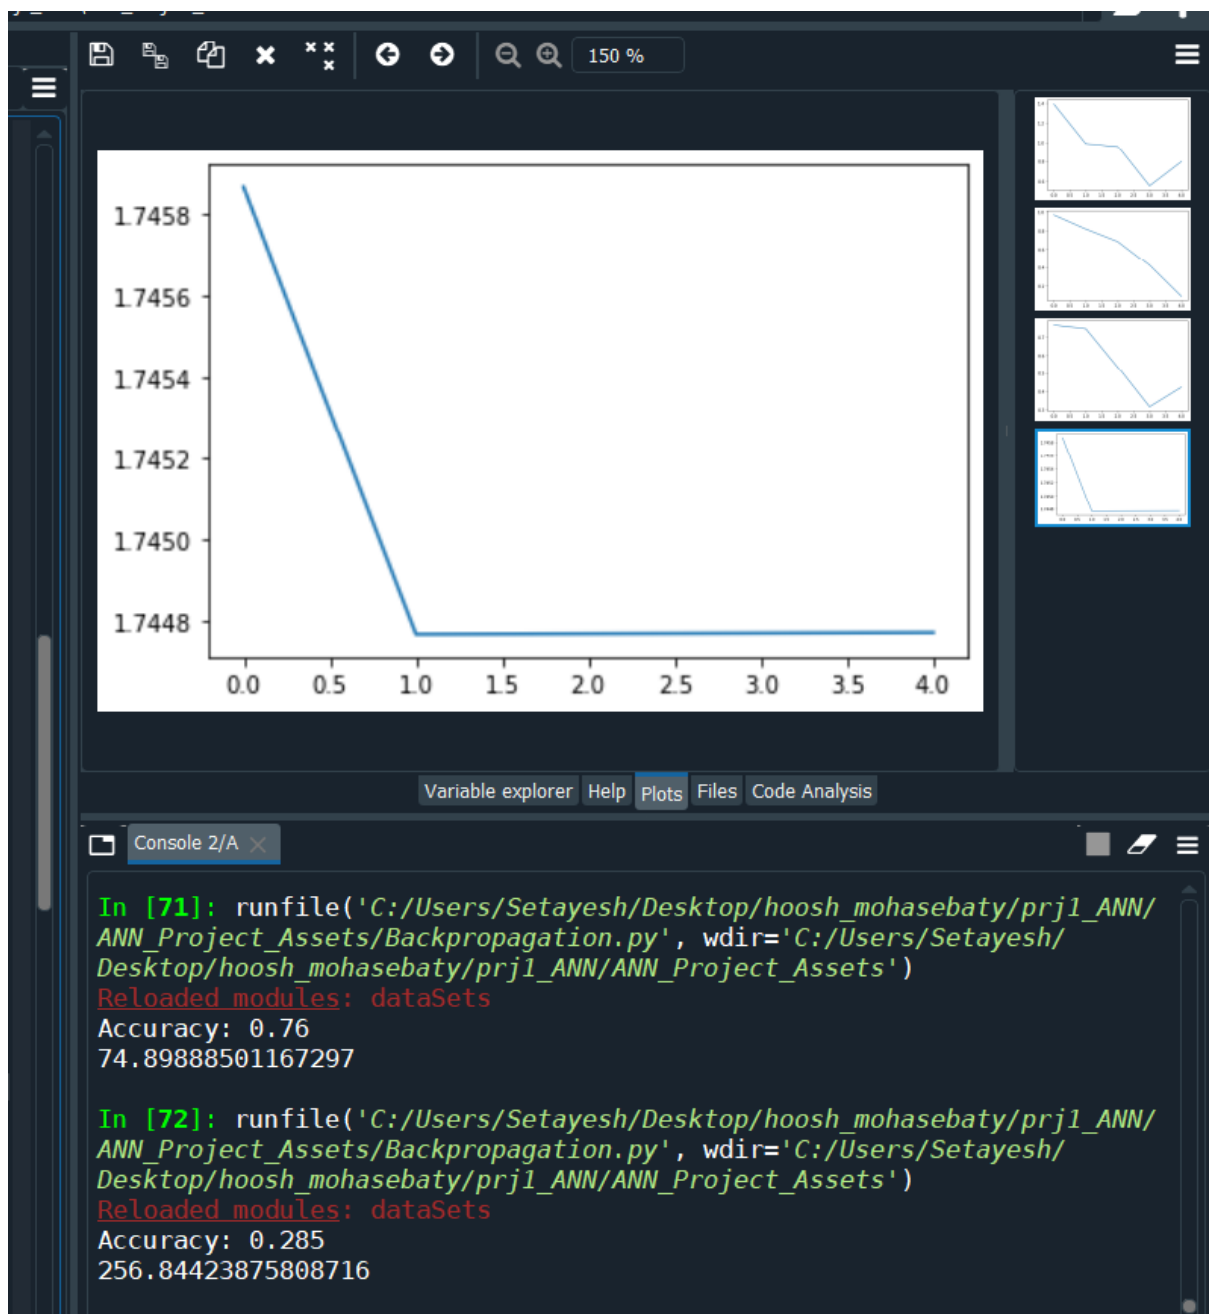 150 %
1.7458
1.7456
1.7454
1.7452
1.7450
1.7448
0.0 0.5 1.0 1.5 2.0 2.5 3.0 3.5 4.0
Variable explorer Help Plots Files Code Analysis
Console 2/A
In [71]: runfile('C:/Users/Setayesh/Desktop/hoosh_mohasebaty/prj1_ANN/
ANN_Project_Assets/Backpropagation.py', wdir='C:/Users/Setayesh/
Desktop/hoosh_mohasebaty/prj1_ANN/ANN_Project_Assets')
Reloaded modules: dataSets
Accuracy: 0.76
74.89888501167297
In [72]: runfile('C:/Users/Setayesh/Desktop/hoosh_mohasebaty/prj1_ANN/
ANN_Project_Assets/Backpropagation.py', wdir='C:/Users/Setayesh/
Desktop/hoosh_mohasebaty/prj1_ANN/ANN_Project_Assets')
Reloaded modules: dataSets
Accuracy: 0.285
256.84423875808716